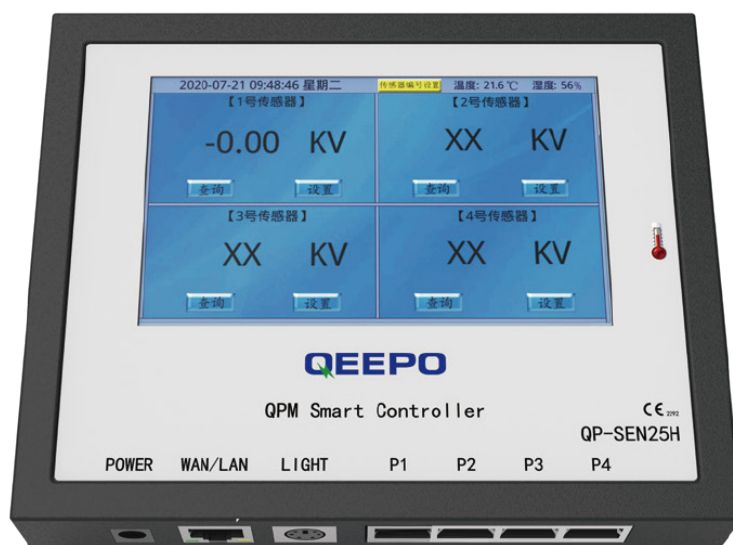 2020-07-21 09:48:46 星期二 传感器编号设置 温度: 21.6℃ 湿度: 56%
【1号传感器】
-0.00 KV
查询 设置
【2号传感器】
XX KV
查询 设置
【3号传感器】
XX KV
查询 设置
【4号传感器】
XX KV
查询 设置
QEEPO
QPM Smart Controller
CE 2292
QP-SEN25H
POWER WAN/LAN LIGHT P1 P2 P3 P4